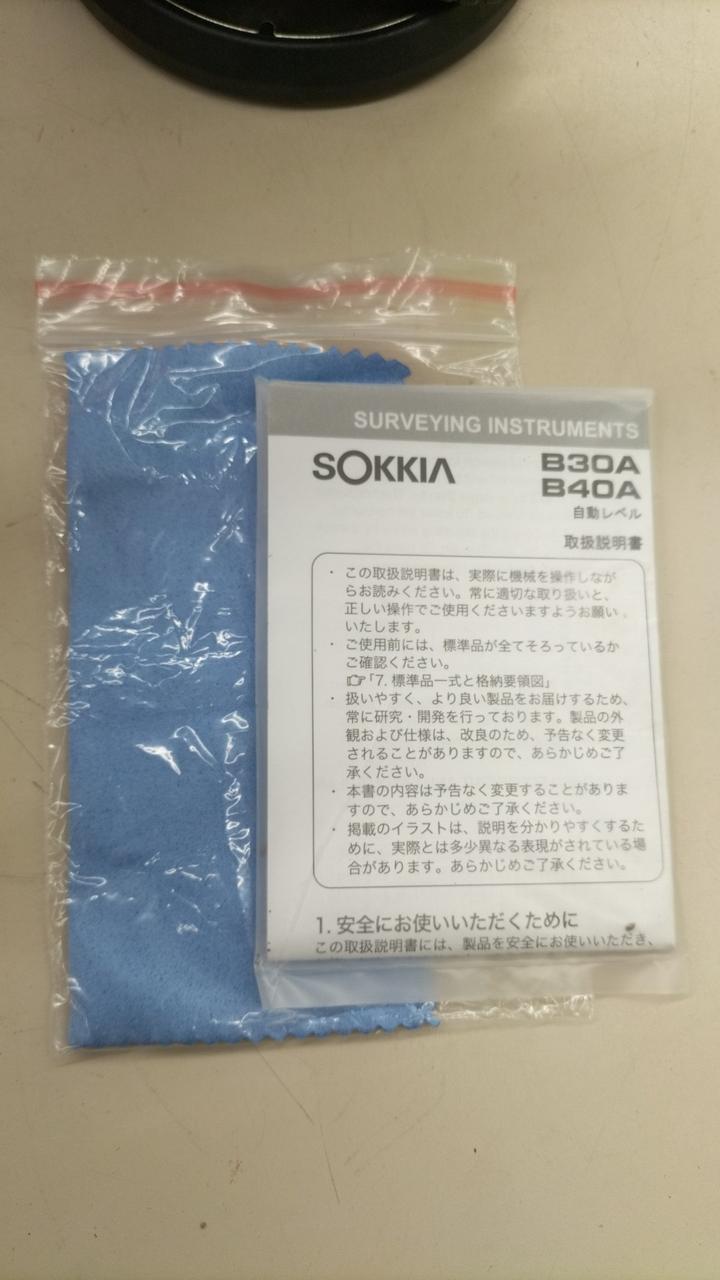 SURVEYING INSTRUMENTS
SOKKIA
B30A
B40A
自動レベル
取扱説明書
・ この取扱説明書は、実際に機械を操作しなが
らお読みください。常に適切な取り扱いと、
正しい操作でご使用くださいますようお願い
いたします。
・ ご使用前には、標準品が全てそろっているか
ご確認ください。
☞「7. 標準品一式と格納要領図」
・ 扱いやすく、より良い製品をお届けするため、
常に研究・開発を行っております。製品の外
観および仕様は、改良のため、予告なく変更
されることがありますので、あらかじめご了
承ください。
・ 本書の内容は予告なく変更することがありま
すので、あらかじめご了承ください。
・ 掲載のイラストは、説明を分かりやすくするた
めに、実際とは多少異なる表現がされている場
合があります。あらかじめご了承ください。
1. 安全にお使いいただくために
この取扱説明書には、製品を安全にお使いいただき、